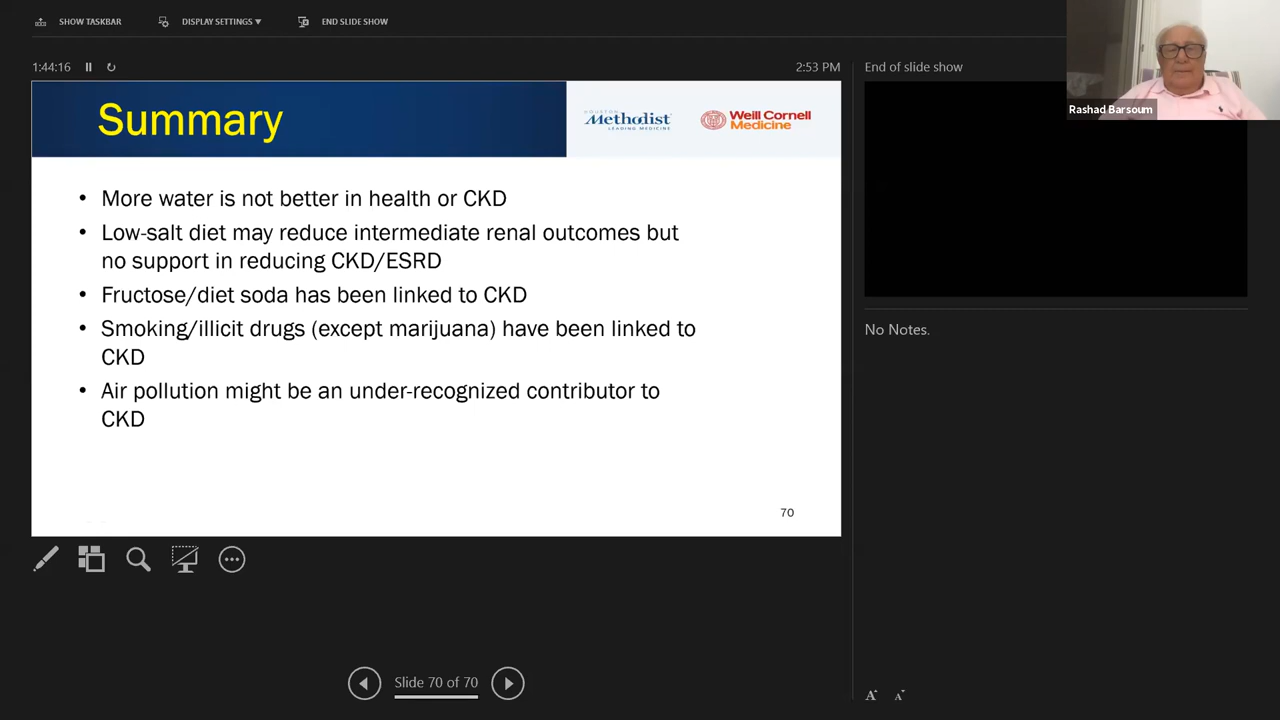 SHOW TASKBAR
DISPLAY SETTINGS ▼
END SLIDE SHOW
1:44:16
2:53 PM
End of slide show
Rashad Barsoum
Summary
HOUSTON
Methodist
LEADING MEDICINE
Weill Cornell
Medicine
• More water is not better in health or CKD
• Low-salt diet may reduce intermediate renal outcomes but
no support in reducing CKD/ESRD
• Fructose/diet soda has been linked to CKD
• Smoking/illicit drugs (except marijuana) have been linked to
CKD
• Air pollution might be an under-recognized contributor to
CKD
70
No Notes.
Slide 70 of 70
A A